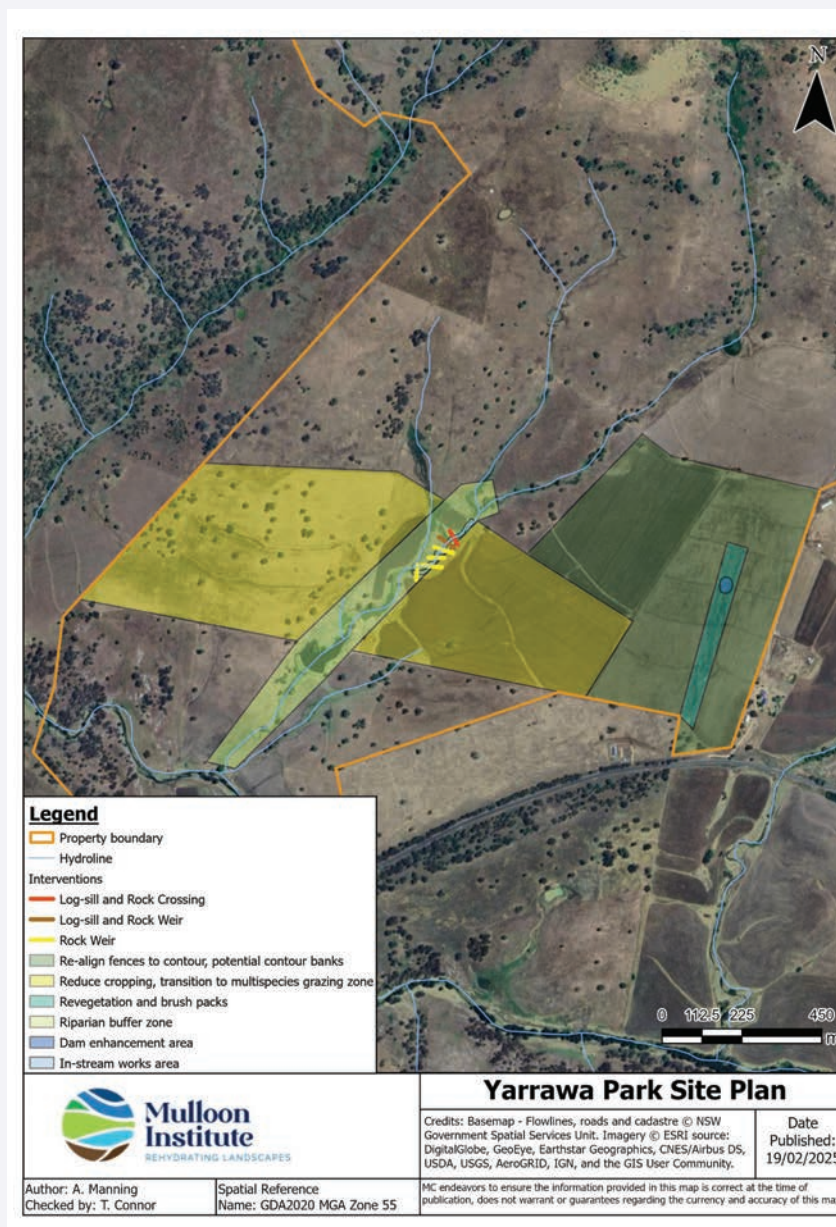 N
Legend
Property boundary
Hydroline
Interventions
Log-sill and Rock Crossing
Log-sill and Rock Weir
Rock Weir
Re-align fences to contour, potential contour banks
Reduce cropping, transition to multispecies grazing zone
Revegetation and brush packs
Riparian buffer zone
Dam enhancement area
In-stream works area
0 112.5 225 450
m
Mulloon
Institute
REHYDRATING LANDSCAPES
Yarrawa Park Site Plan
Credits: Basemap - Flowlines, roads and cadastre © NSW
Government Spatial Services Unit. Imagery © ESRI source:
DigitalGlobe, GeoEye, Earthstar Geographics, CNES/Airbus DS,
USDA, USGS, AeroGRID, IGN, and the GIS User Community.
Date
Published:
19/02/2025
Author: A. Manning
Checked by: T. Connor
Spatial Reference
Name: GDA2020 MGA Zone 55
MC endeavors to ensure the information provided in this map is correct at the time of
publication, does not warrant or guarantees regarding the currency and accuracy of this map